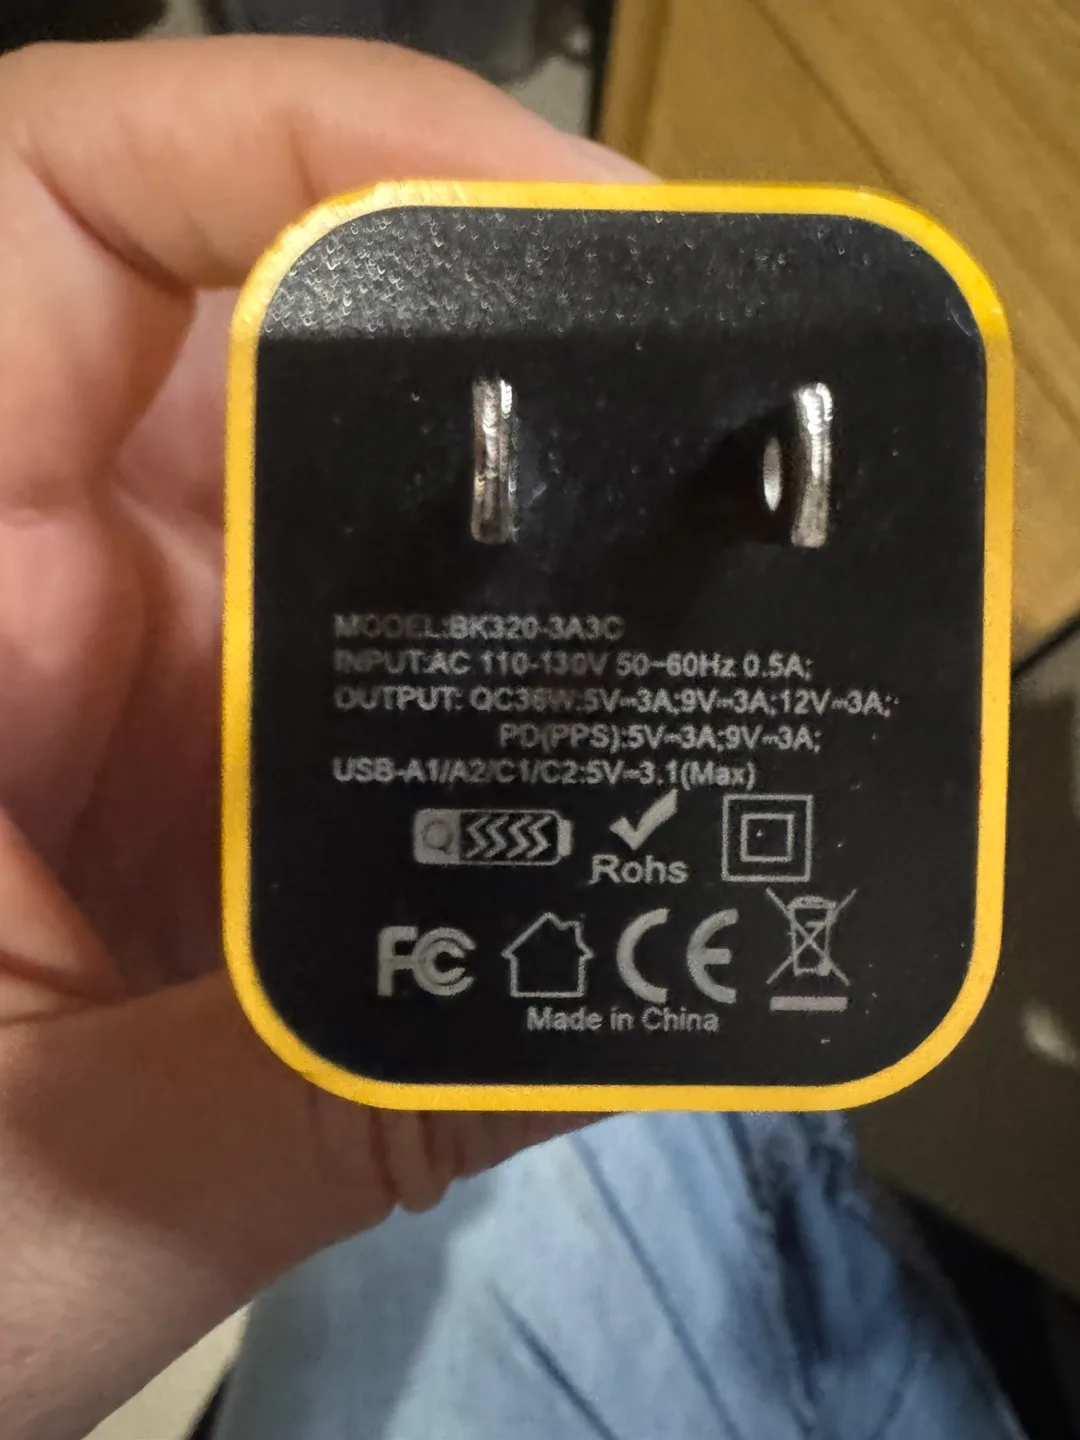 MODEL:BK320-3A3C
INPUT:AC 110-130V 50-60Hz 0.5A;
OUTPUT: QC36W:5V⎓3A;9V⎓3A;12V⎓3A;
PD(PPS):5V⎓3A;9V⎓3A;
USB-A1/A2/C1/C2:5V⎓3.1(Max)
Q
Rohs
FC CE
Made in China